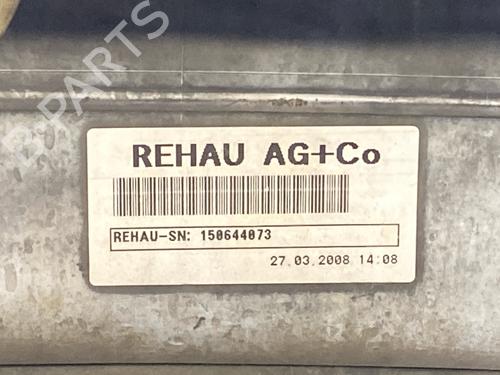 B-PARTS
REHAU AG+Co
REHAU-SN: 150644073
27.03.2008 14:08